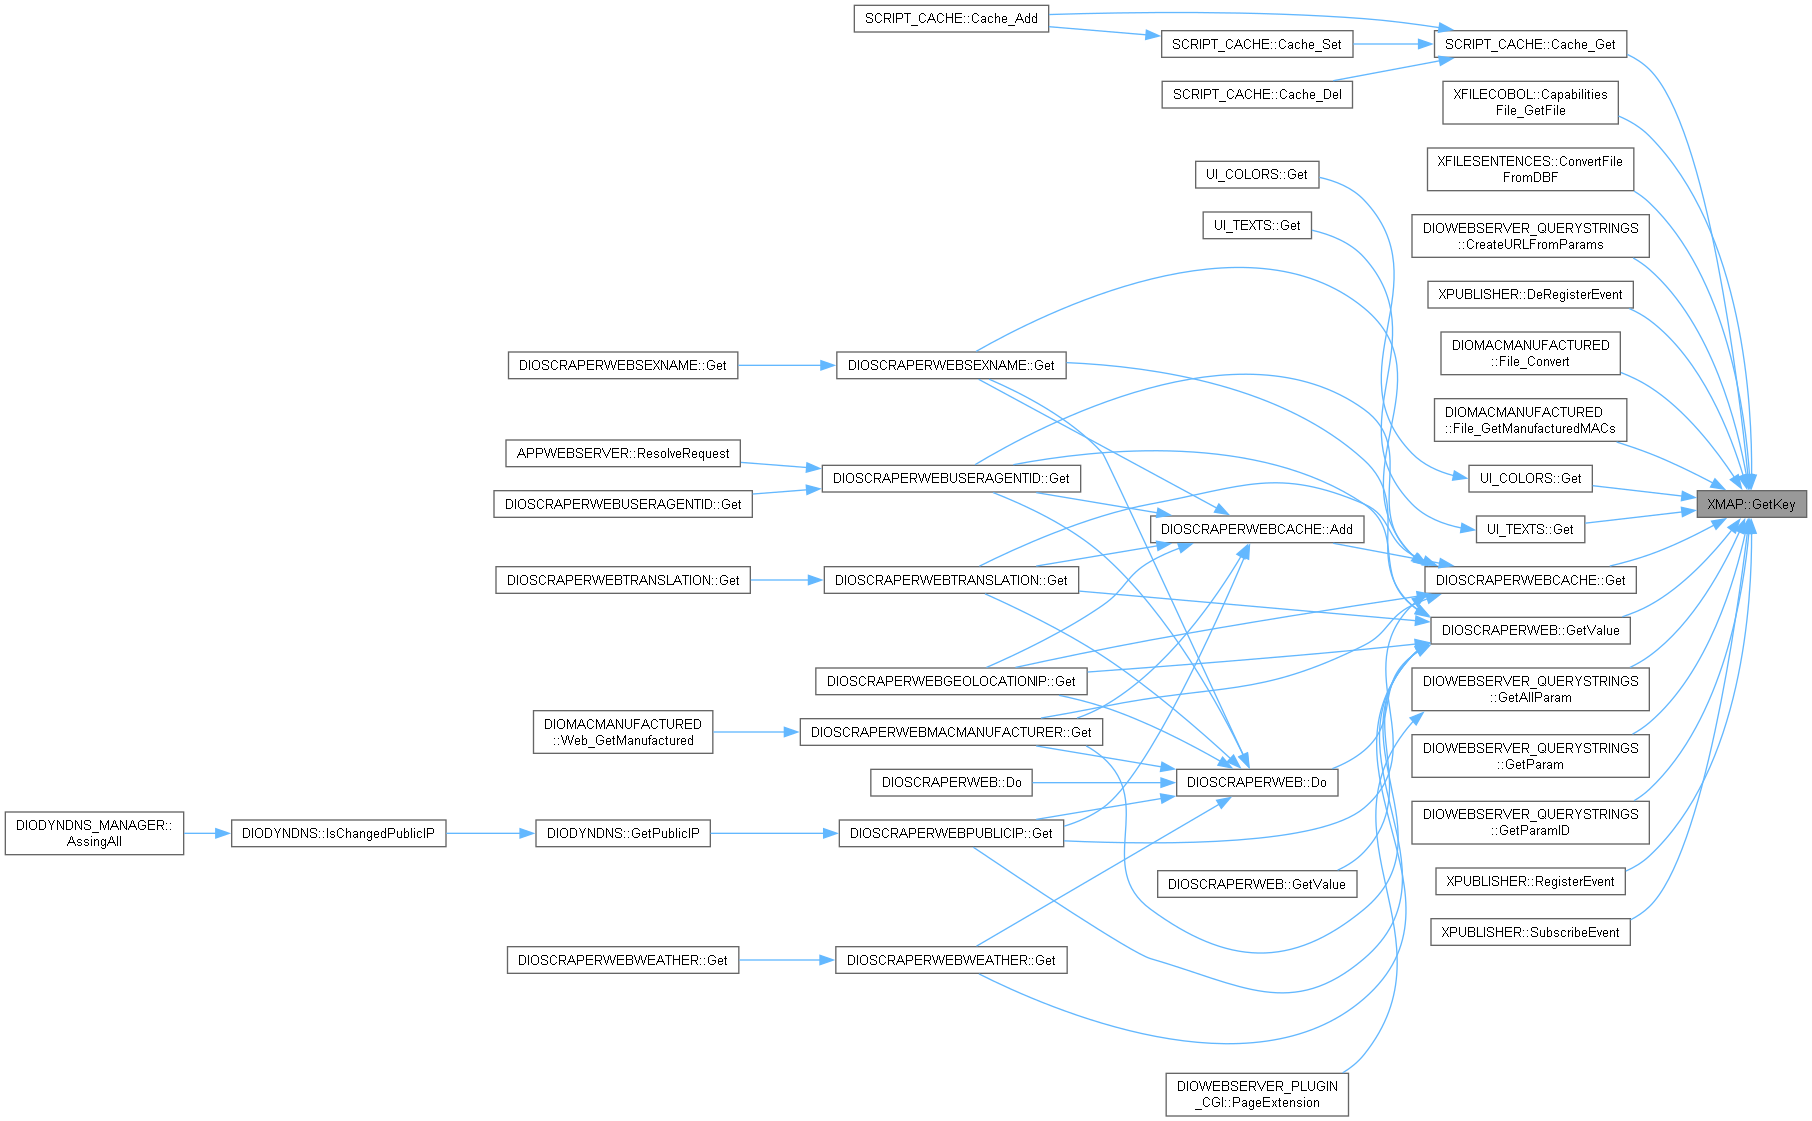 SCRIPT_CACHE::Cache_Add
SCRIPT_CACHE::Cache_Set
SCRIPT_CACHE::Cache_Get
SCRIPT_CACHE::Cache_Del
XFILECOBOL::Capabilities
File_GetFile
XFILESENTENCES::ConvertFile
FromDBF
UI_COLORS::Get
UI_TEXTS::Get
DIOWEBSERVER_QUERYSTRINGS
::CreateURLFromParams
XPUBLISHER::DeRegisterEvent
DIOMACMANUFACTURED
::File_Convert
DIOSCRAPERWEBSEXNAME::Get
DIOSCRAPERWEBSEXNAME::Get
DIOMACMANUFACTURED
::File_GetManufacturedMACs
APPWEBSERVER::ResolveRequest
DIOSCRAPERWEBUSERAGENTID::Get
DIOSCRAPERWEBUSERAGENTID::Get
UI_COLORS::Get
XMAP::GetKey
DIOSCRAPERWEBCACHE::Add
UI_TEXTS::Get
DIOSCRAPERWEBTRANSLATION::Get
DIOSCRAPERWEBTRANSLATION::Get
DIOSCRAPERWEBCACHE::Get
DIOSCRAPERWEB::GetValue
DIOSCRAPERWEBGEOLOCATIONIP::Get
DIOWEBSERVER_QUERYSTRINGS
::GetAllParam
DIOMACMANUFACTURED
::Web_GetManufactured
DIOSCRAPERWEBMACMANUFACTURER::Get
DIOWEBSERVER_QUERYSTRINGS
::GetParam
DIOSCRAPERWEB::Do
DIOSCRAPERWEB::Do
DIODYNDNS_MANAGER::
AssingAll
DIODYNDNS::IsChangedPublicIP
DIODYNDNS::GetPublicIP
DIOSCRAPERWEBPUBLICIP::Get
DIOWEBSERVER_QUERYSTRINGS
::GetParamID
DIOSCRAPERWEB::GetValue
XPUBLISHER::RegisterEvent
XPUBLISHER::SubscribeEvent
DIOSCRAPERWEBWEATHER::Get
DIOSCRAPERWEBWEATHER::Get
DIOWEBSERVER_PLUGIN
_CGI::PageExtension